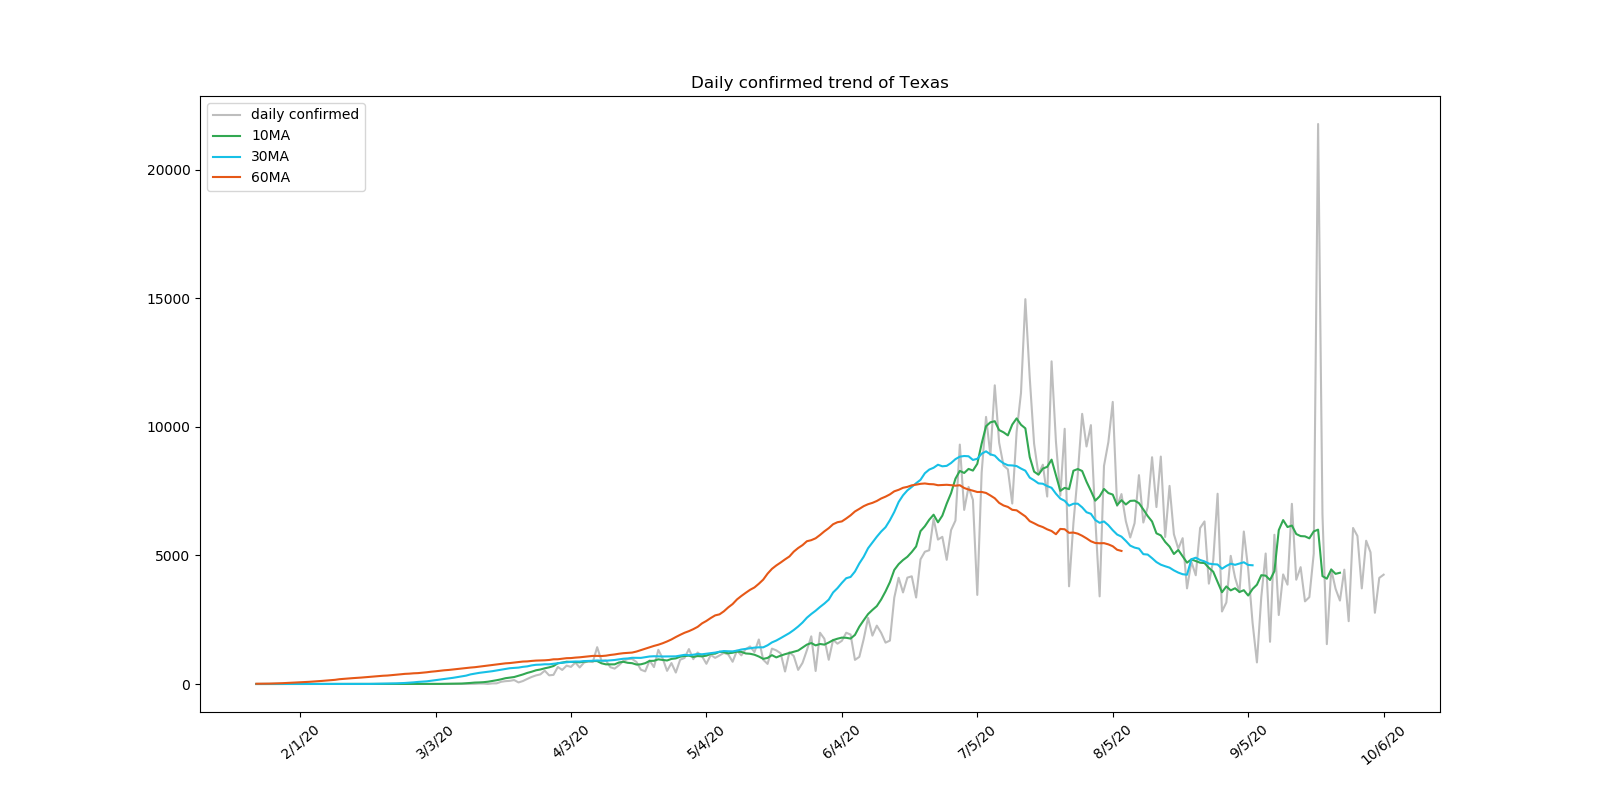 Daily confirmed trend of Texas
daily confirmed
10MA
30MA
60MA
20000
15000
10000
5000
0
2/1/20
3/3/20
4/3/20
5/4/20
6/4/20
7/5/20
8/5/20
9/5/20
10/6/20